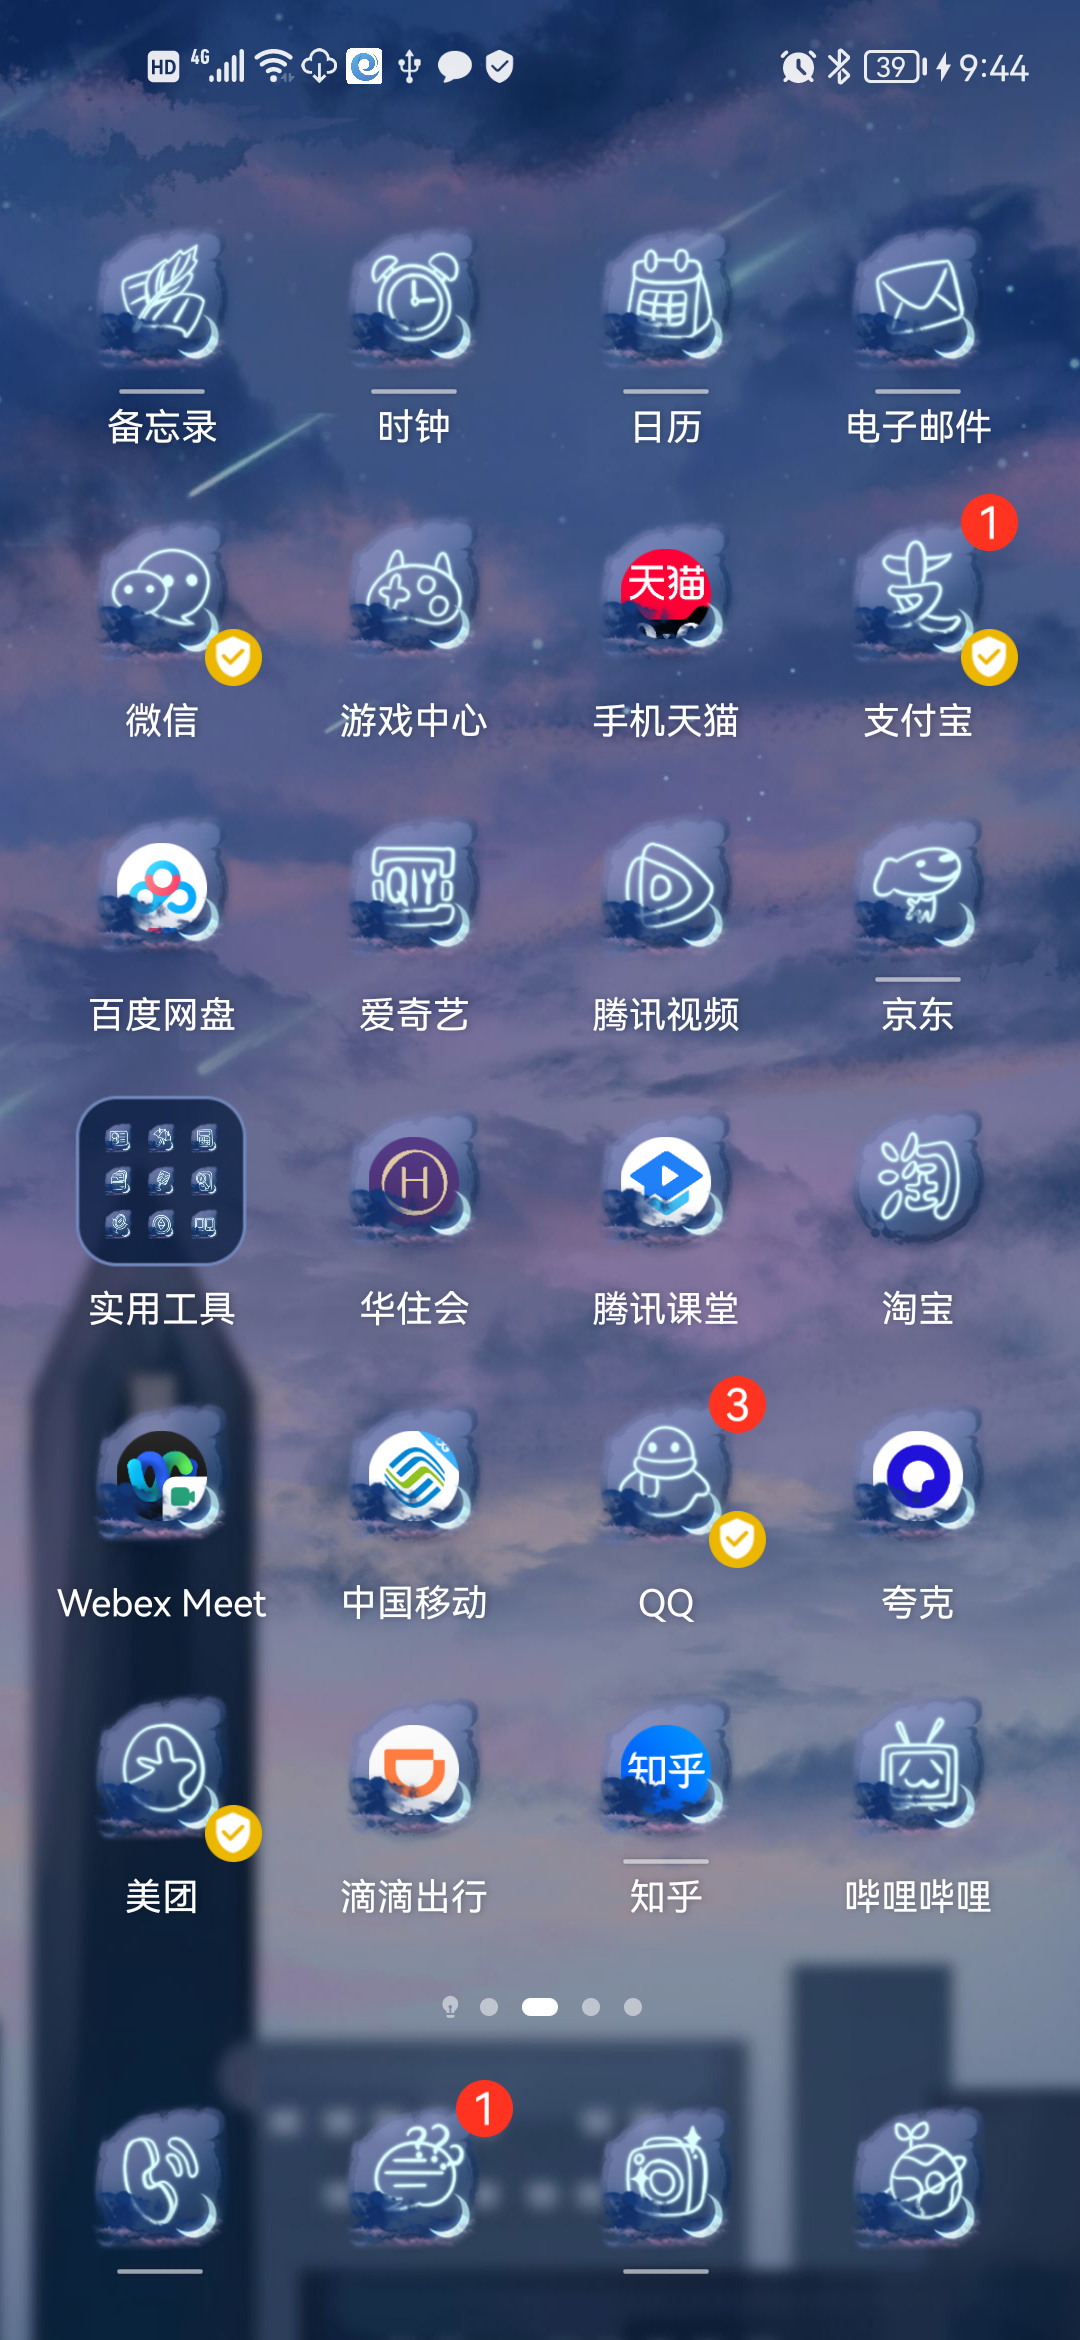 HD 4G 39 9:44
备忘录 时钟 日历 电子邮件
天猫 1
微信 游戏中心 手机天猫 支付宝
QIY
百度网盘 爱奇艺 腾讯视频 京东
H 淘
实用工具 华住会 腾讯课堂 淘宝
5G 3
Webex Meet 中国移动 QQ 夸克
知乎
美团 滴滴出行 知乎 哔哩哔哩
1